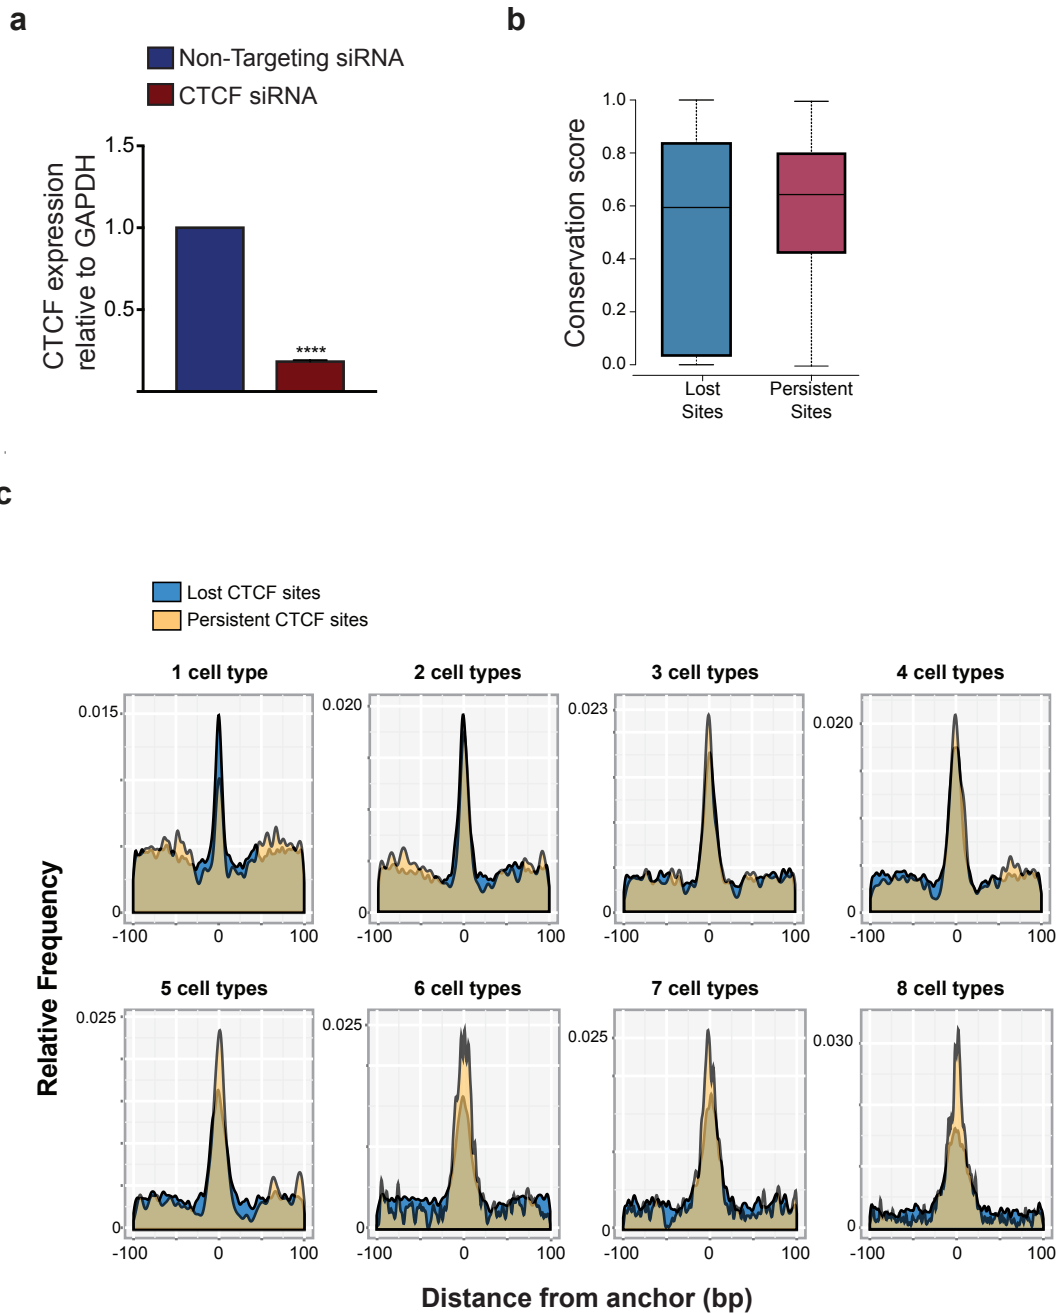 a
Non-Targeting siRNA
CTCF siRNA
CTCF expression
relative to GAPDH
1.5
1.0
0.5
****
b
Conservation score
1.0
0.8
0.6
0.4
0.2
0.0
Lost
Sites
Persistent
Sites
c
Lost CTCF sites
Persistent CTCF sites
Relative Frequency
1 cell type
0.015
0
-100 0 100
2 cell types
0.020
0
-100 0 100
3 cell types
0.023
0
-100 0 100
4 cell types
0.020
0
-100 0 100
5 cell types
0.025
0
-100 0 100
6 cell types
0.025
0
-100 0 100
7 cell types
0.025
0
-100 0 100
8 cell types
0.030
0
-100 0 100
Distance from anchor (bp)